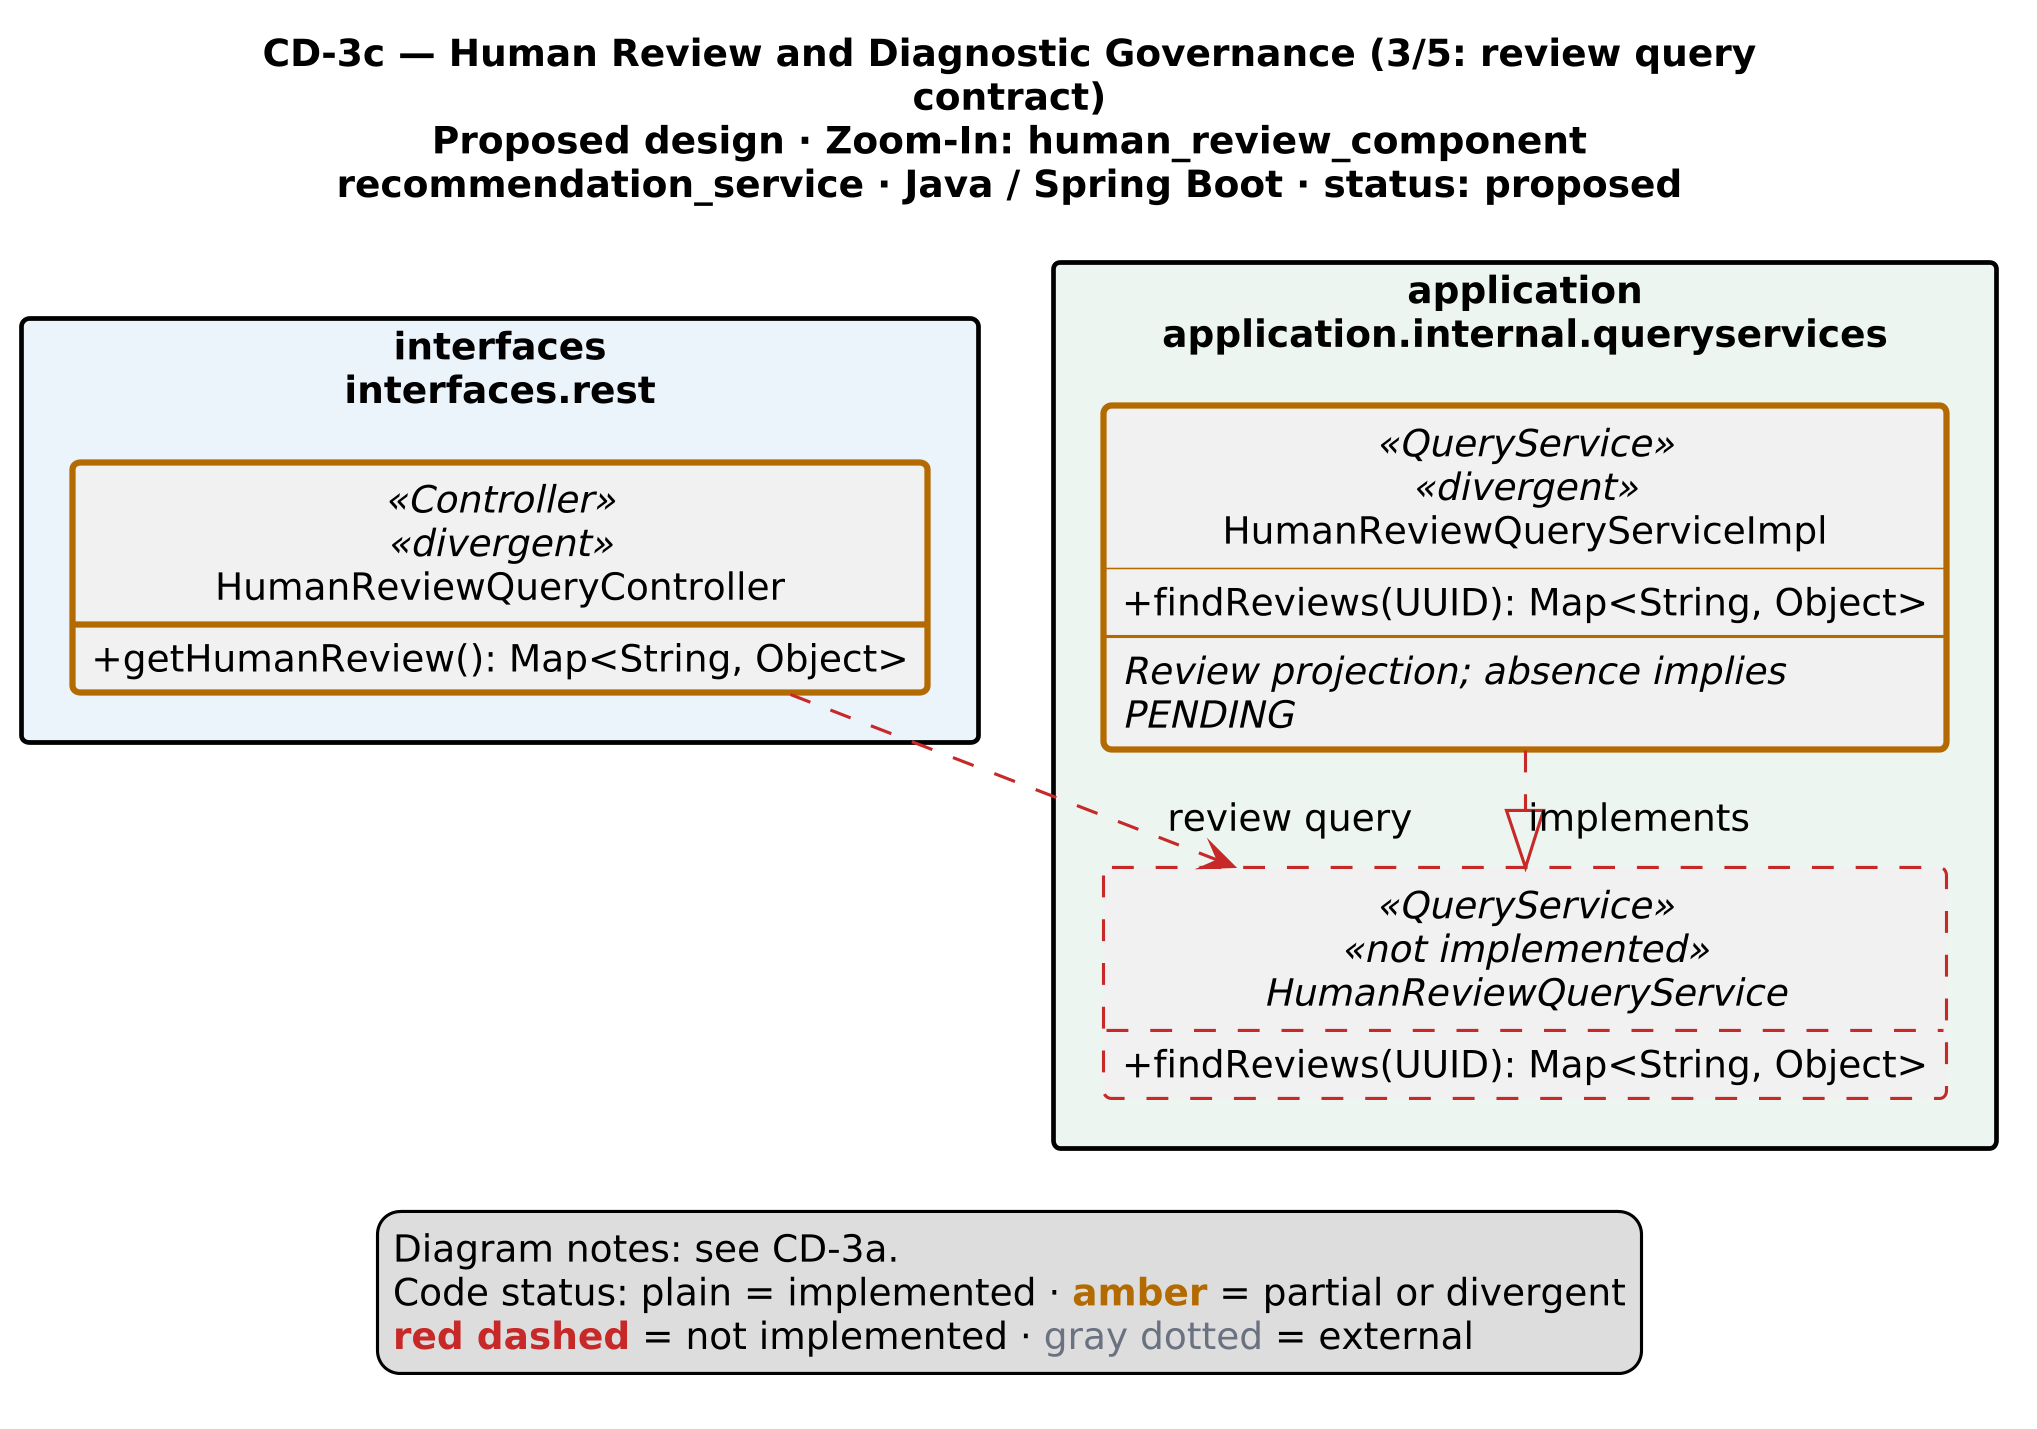 CD-3c — Human Review and Diagnostic Governance (3/5: review query
contract)
Proposed design · Zoom-In: human_review_component
recommendation_service · Java / Spring Boot · status: proposed
interfaces
interfaces.rest
«Controller»
«divergent»
HumanReviewQueryController
+getHumanReview(): Map<String, Object>
application
application.internal.queryservices
«QueryService»
«divergent»
HumanReviewQueryServiceImpl
+findReviews(UUID): Map<String, Object>
Review projection; absence implies
PENDING
review query
implements
«QueryService»
«not implemented»
HumanReviewQueryService
+findReviews(UUID): Map<String, Object>
Diagram notes: see CD-3a.
Code status: plain = implemented · amber = partial or divergent
red dashed = not implemented · gray dotted = external